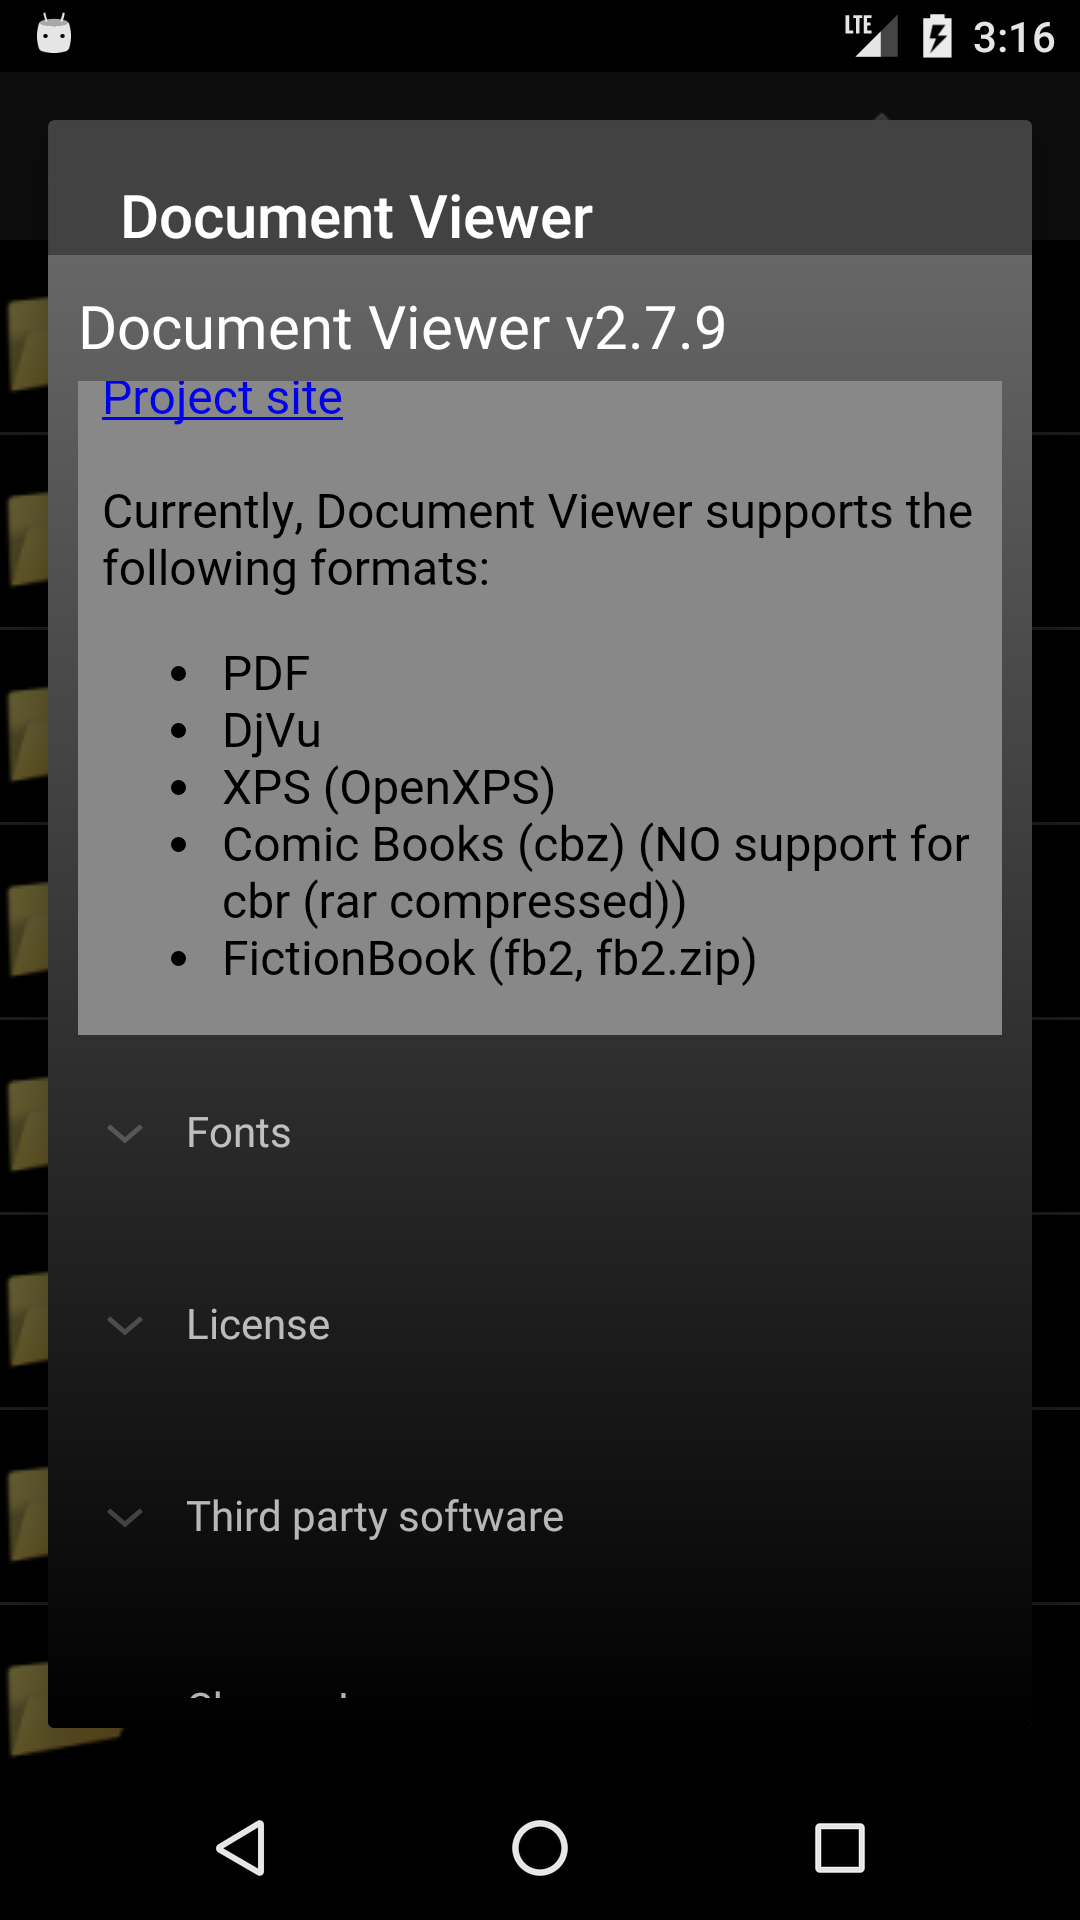 LTE 3:16
Document Viewer
Document Viewer v2.7.9
Project site
Currently, Document Viewer supports the
following formats:
• PDF
• DjVu
• XPS (OpenXPS)
• Comic Books (cbz) (NO support for
cbr (rar compressed))
• FictionBook (fb2, fb2.zip)
Fonts
License
Third party software